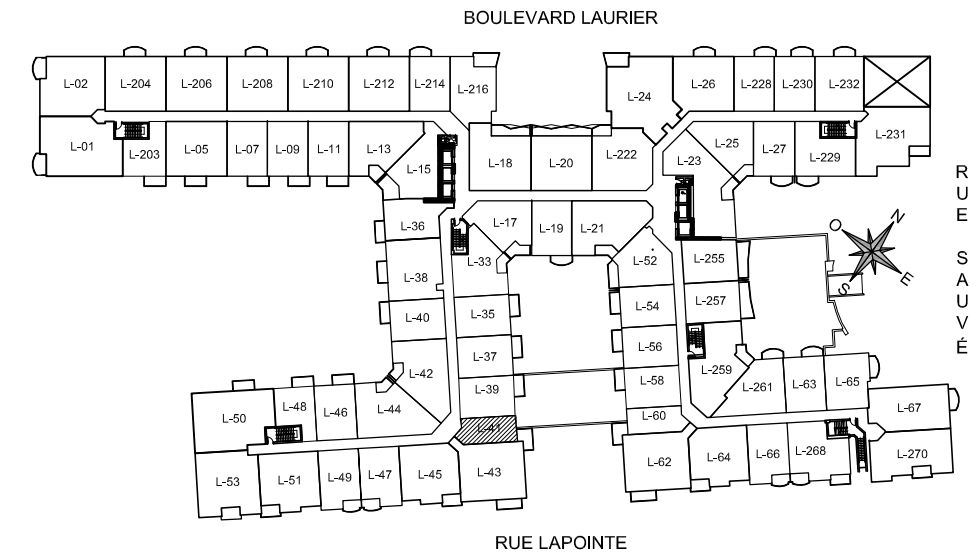 BOULEVARD LAURIER
L-02 L-204 L-206 L-208 L-210 L-212 L-214 L-216 L-24 L-26 L-228 L-230 L-232
L-01 L-203 L-05 L-07 L-09 L-11 L-13 L-15 L-18 L-20 L-222 L-23 L-25 L-27 L-229 L-231
L-36 L-17 L-19 L-21
L-33 L-52 L-255
L-38
L-35 L-54 L-257
L-40
L-37 L-56
L-42 L-39 L-58 L-259
L-50 L-48 L-46 L-44 L-41 L-60 L-261 L-63 L-65 L-67
L-53 L-51 L-49 L-47 L-45 L-43 L-62 L-64 L-66 L-268 L-270
N
O
E
S
RUE SAUVÉ
RUE LAPOINTE